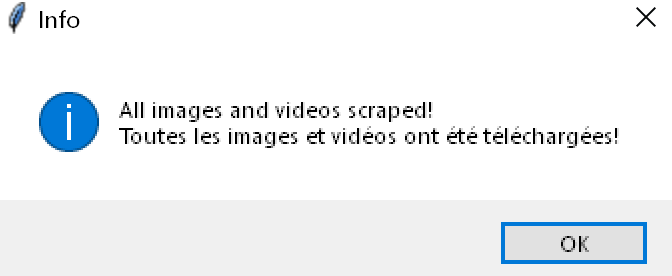 Info
All images and videos scraped!
Toutes les images et vidéos ont été téléchargées!
OK